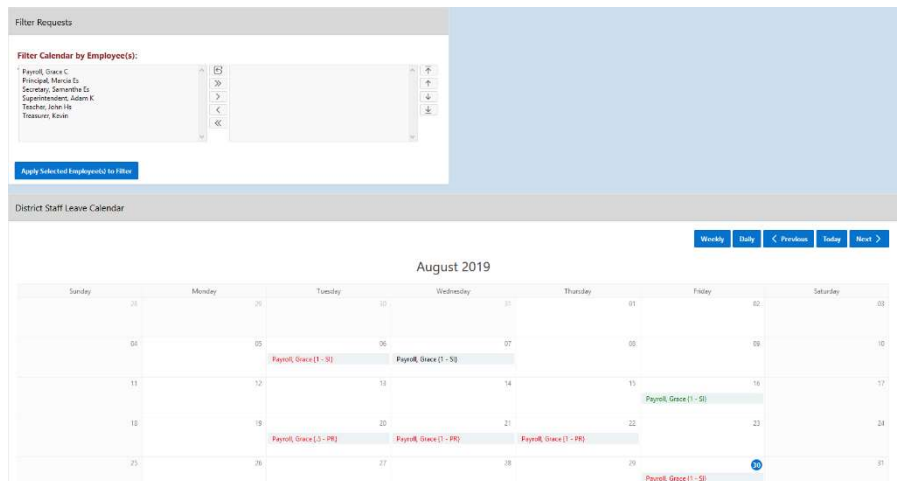 Filter Requests
Filter Calendar by Employee(s):
Payroll, Grace C
Principal, Marcia Es
Secretary, Samantha Es
Superintendent, Adam K
Teacher, John Hs
Treasurer, Kevin
Apply Selected Employee(s) to Filter
District Staff Leave Calendar
Weekly Daily Previous Today Next
August 2019
Sunday Monday Tuesday Wednesday Thursday Friday Saturday
28 29 30 31 01 02 03
04 05 06 07 08 09 10
Payroll, Grace (1 - SI) Payroll, Grace (1 - SI)
11 12 13 14 15 16 17
Payroll, Grace (1 - SI)
18 19 20 21 22 23 24
Payroll, Grace (.5 - PR) Payroll, Grace (1 - PR) Payroll, Grace (1 - PR)
25 26 27 28 29 30 31
Payroll, Grace (1 - SI)